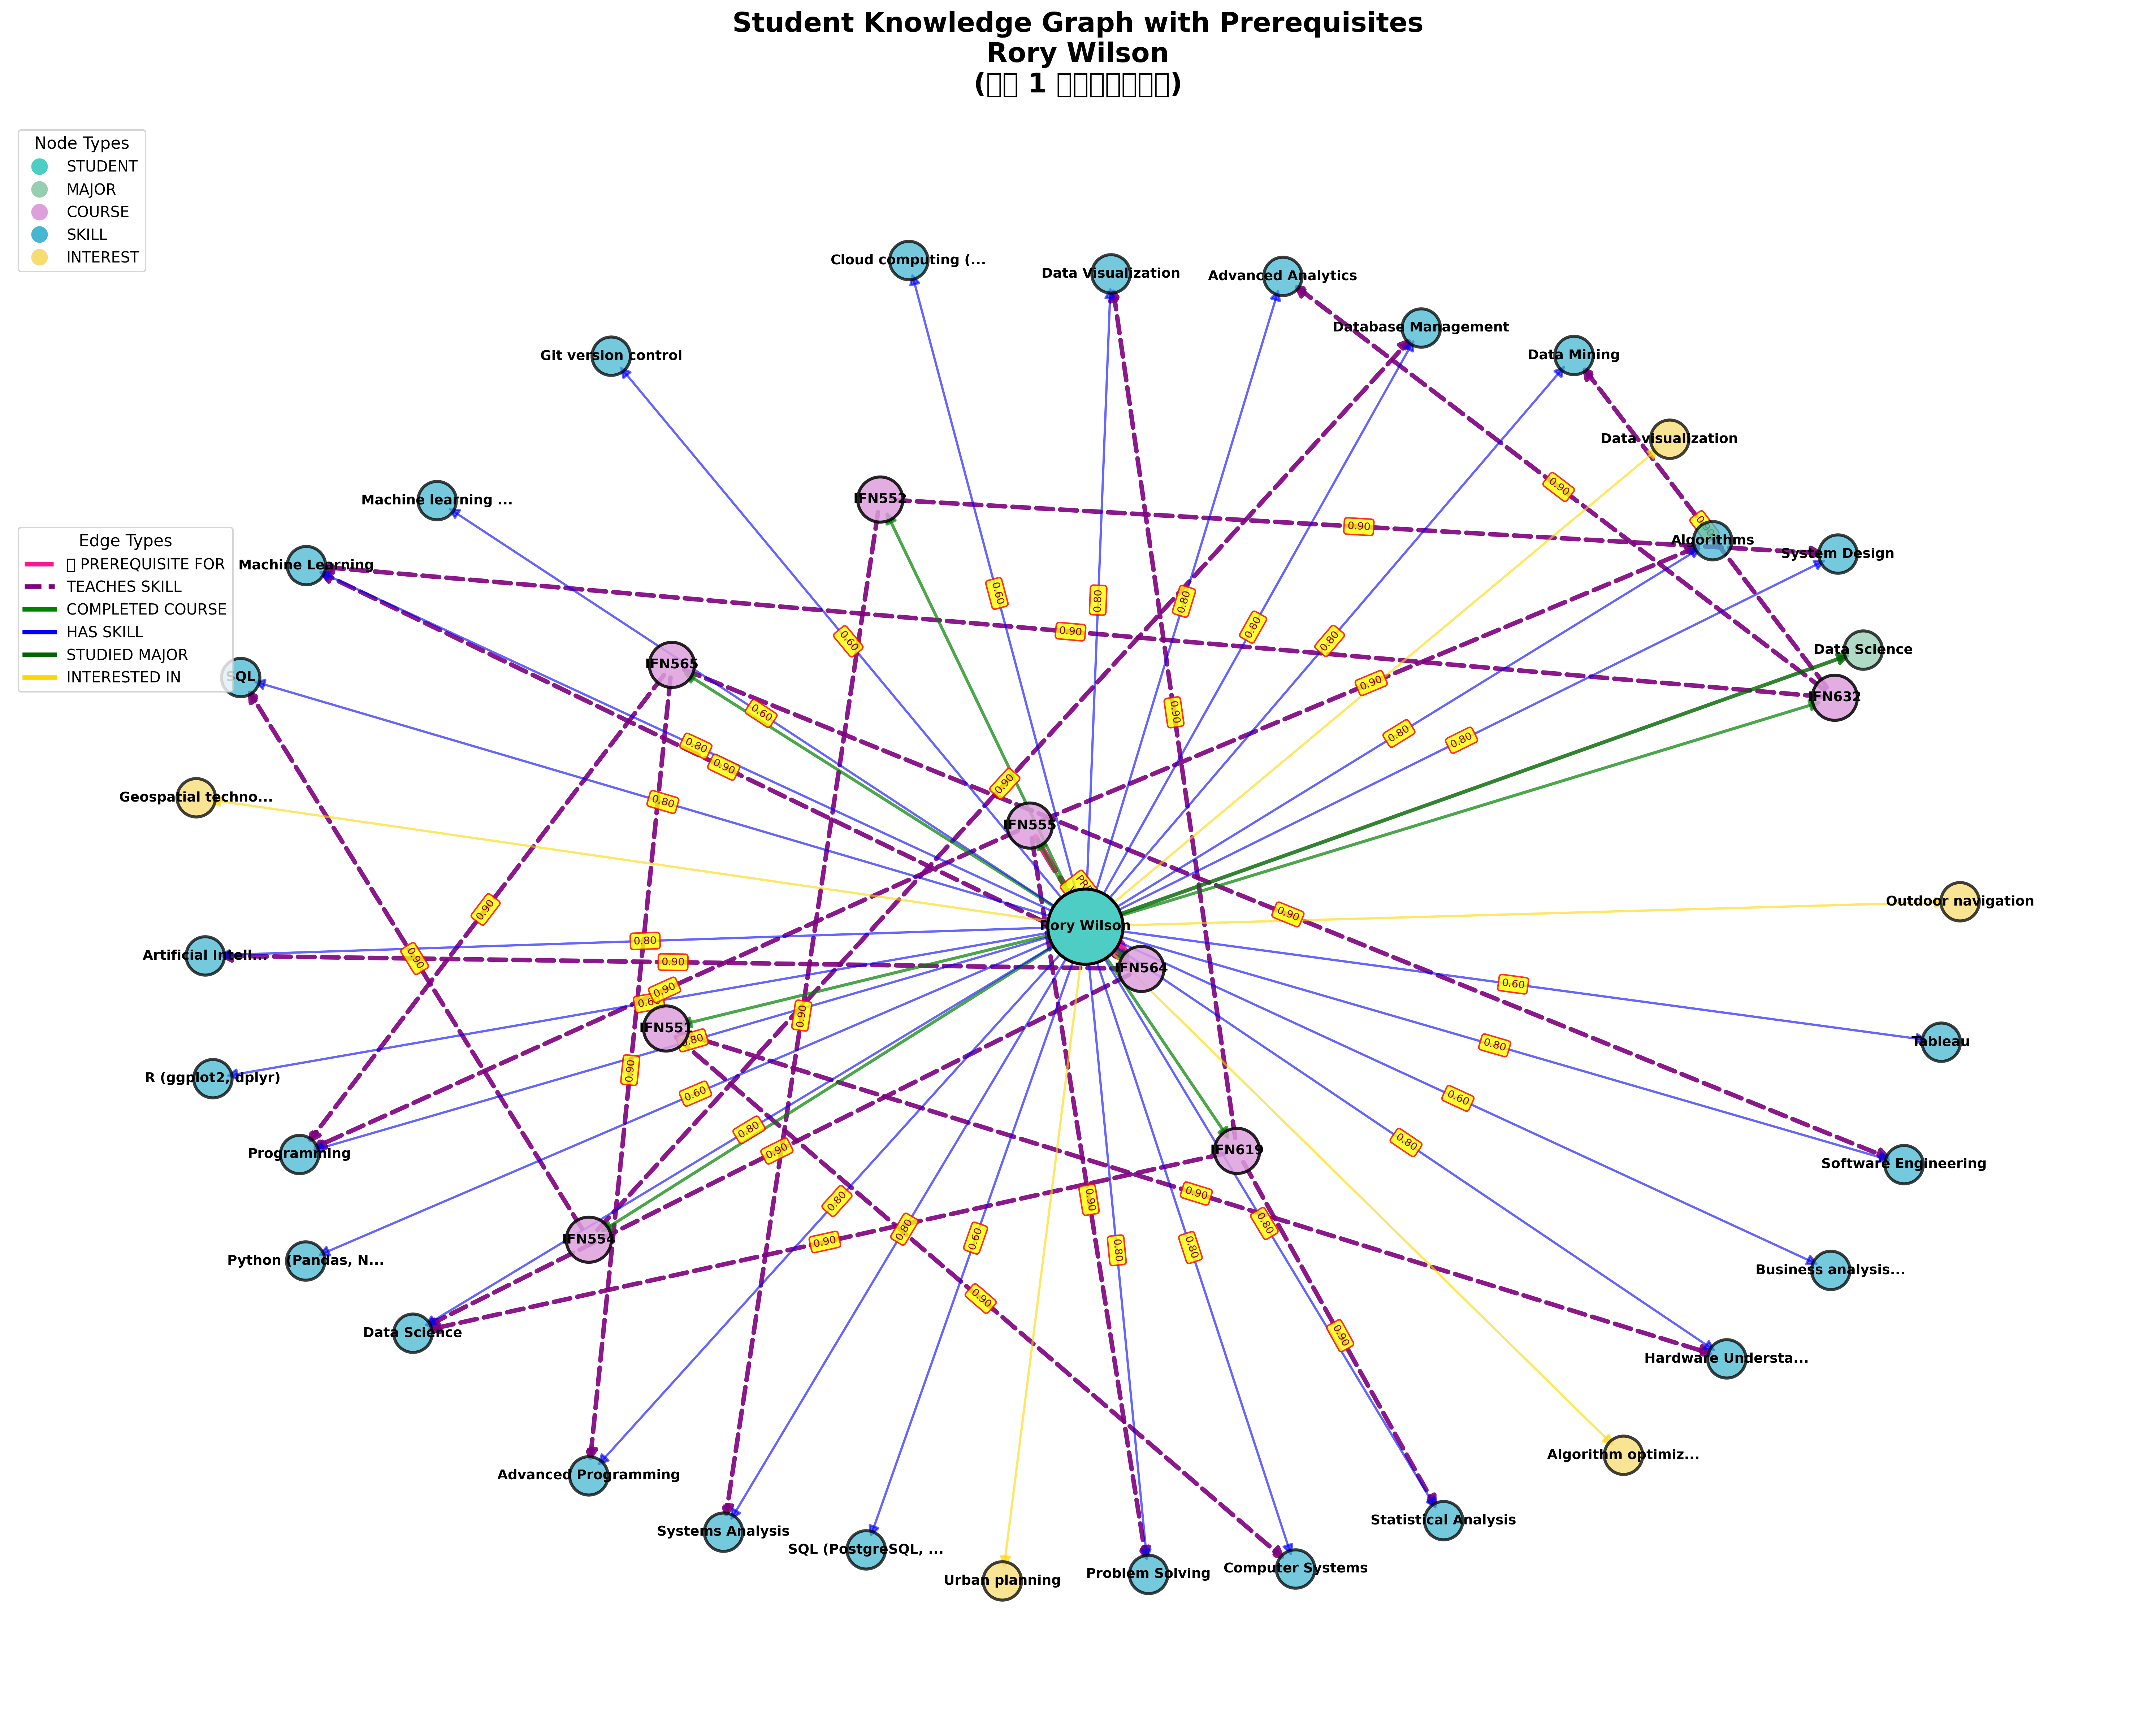 Student Knowledge Graph with Prerequisites
Rory Wilson
Node Types
STUDENT
MAJOR
COURSE
SKILL
INTEREST
Edge Types
PREREQUISITE FOR
TEACHES SKILL
COMPLETED COURSE
HAS SKILL
STUDIED MAJOR
INTERESTED IN
Cloud computing (...
Data Visualization
Advanced Analytics
Database Management
Git version control
Data Mining
Data visualization
Machine learning ...
IFN552
0.90
0.90
Algorithms
System Design
Machine Learning
0.60
0.80
0.80
0.80
0.80
0.60
0.90
Data Science
IFN565
SQL
0.90
IFN632
0.60
0.90
0.80
0.80
0.80
0.90
0.90
Geospatial techno...
0.80
IFN555
Outdoor navigation
0.90
0.90
Rory Wilson
0.80
Artificial Intell...
0.90
0.90
IFN564
0.60
0.90
0.90
IFN551
0.80
0.80
Tableau
R (ggplot2, dplyr)
0.90
0.60
0.60
Programming
0.80
0.90
0.80
IFN619
Software Engineering
0.80
0.90
0.90
0.80
0.80
IFN554
0.90
0.60
0.80
0.80
Python (Pandas, N...
Business analysis...
0.90
Data Science
0.90
Hardware Understa...
Algorithm optimiz...
Advanced Programming
Statistical Analysis
Systems Analysis
SQL (PostgreSQL, ...
Urban planning
Problem Solving
Computer Systems